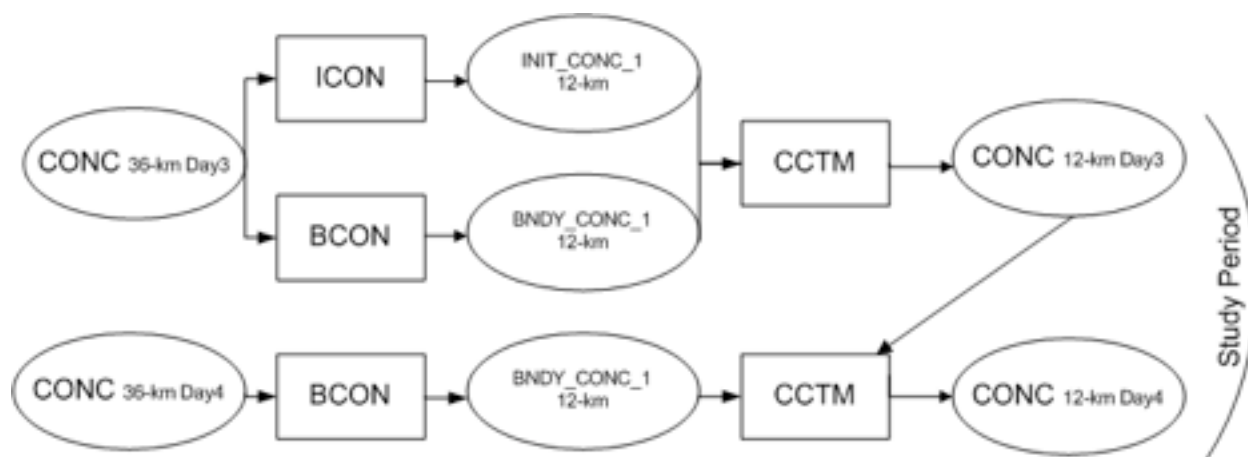 ICON
INIT_CONC_1
12-km
CONC 36-km Day3
CCTM
CONC 12-km Day3
BCON
BNDY_CONC_1
12-km
Study Period
CONC 36-km Day4
BCON
BNDY_CONC_1
12-km
CCTM
CONC 12-km Day4